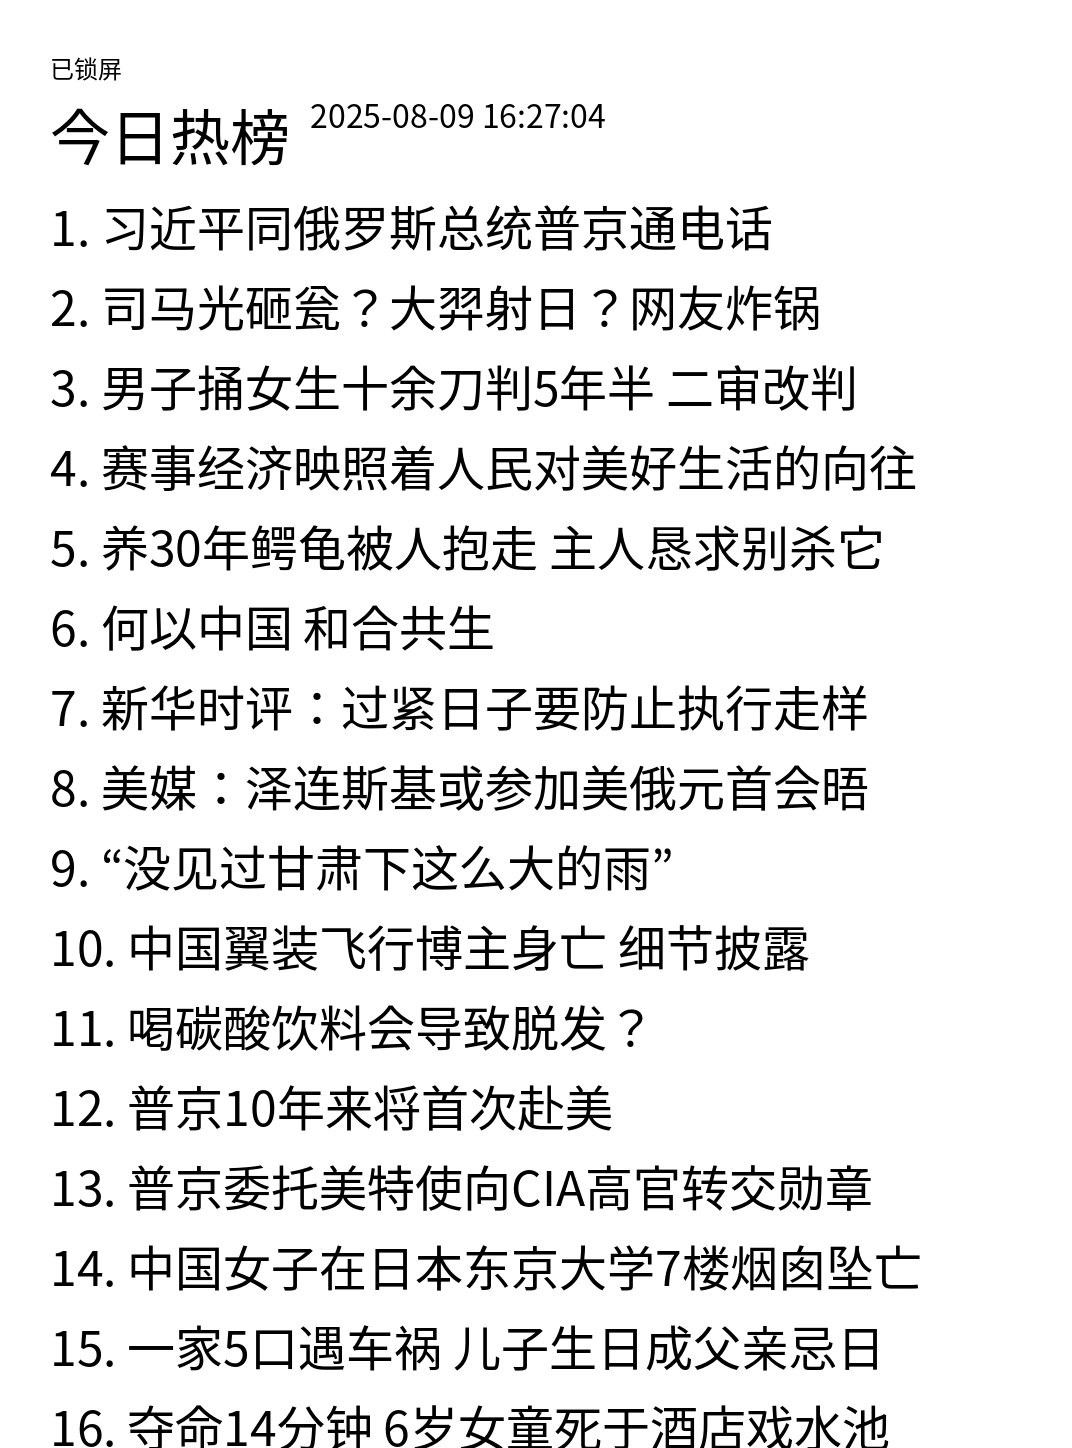 已锁屏
今日热榜 2025-08-09 16:27:04
1. 习近平同俄罗斯总统普京通电话
2. 司马光砸瓮？大羿射日？网友炸锅
3. 男子捅女生十余刀判5年半 二审改判
4. 赛事经济映照着人民对美好生活的向往
5. 养30年鳄龟被人抱走 主人恳求别杀它
6. 何以中国 和合共生
7. 新华时评：过紧日子要防止执行走样
8. 美媒：泽连斯基或参加美俄元首会晤
9. “没见过甘肃下这么大的雨”
10. 中国翼装飞行博主身亡 细节披露
11. 喝碳酸饮料会导致脱发？
12. 普京10年来将首次赴美
13. 普京委托美特使向CIA高官转交勋章
14. 中国女子在日本东京大学7楼烟囱坠亡
15. 一家5口遇车祸 儿子生日成父亲忌日
16. 夺命14分钟 6岁女童死于酒店戏水池